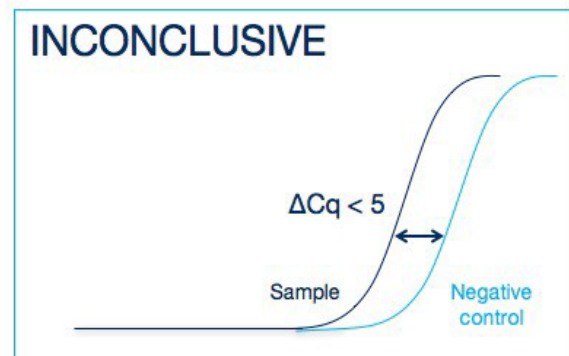 INCONCLUSIVE
ΔCq < 5
Sample
Negative
control